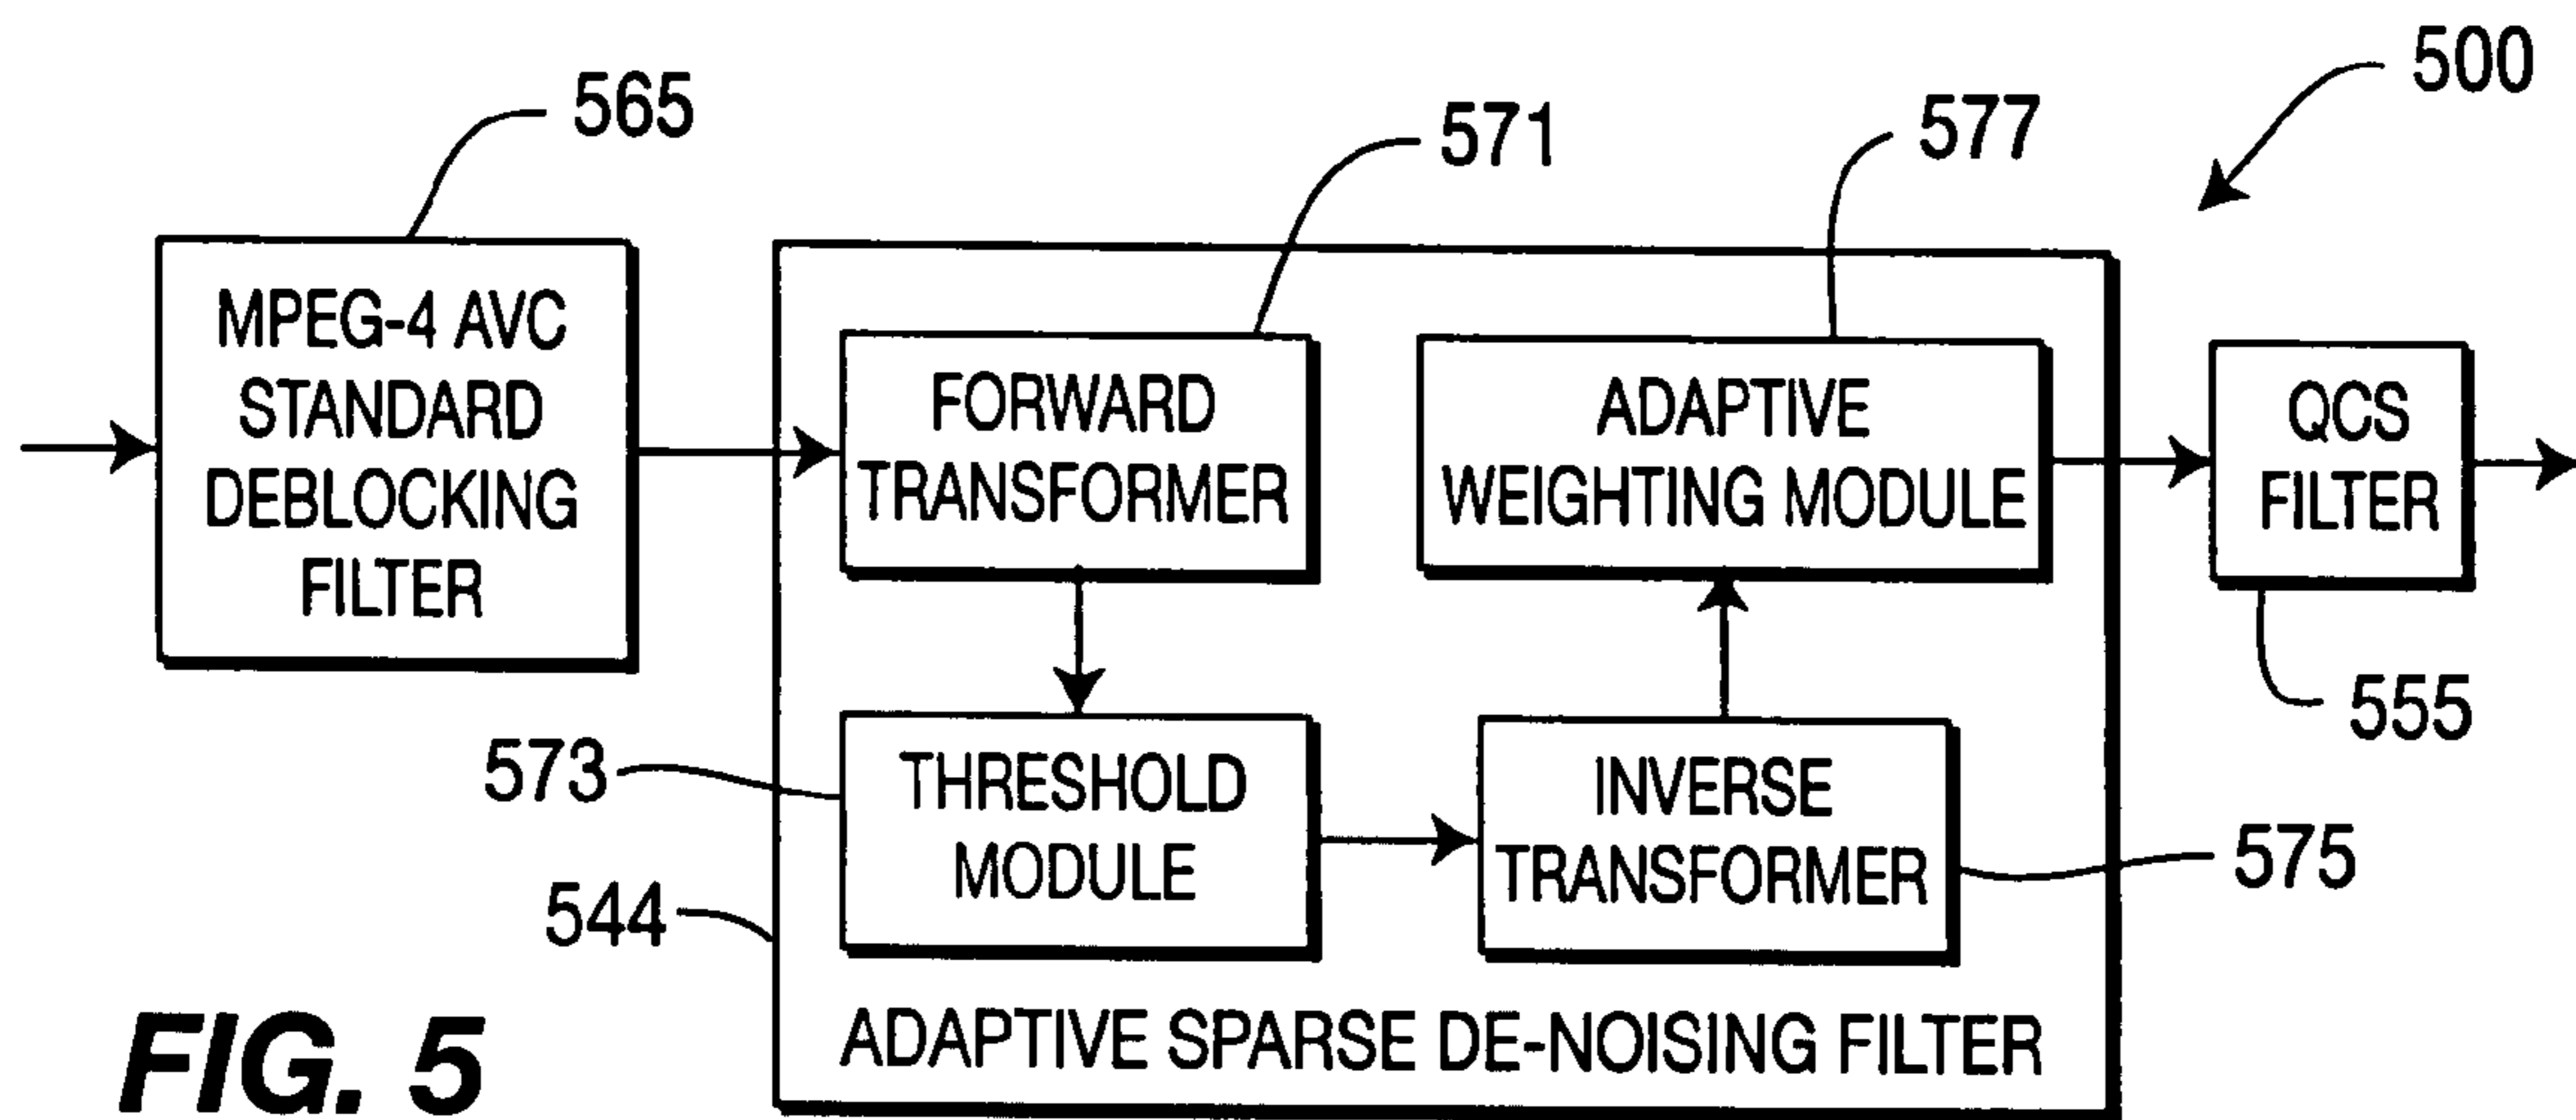 500
565
571
577
MPEG-4 AVC
STANDARD
DEBLOCKING
FILTER
FORWARD
TRANSFORMER
ADAPTIVE
WEIGHTING MODULE
QCS
FILTER
555
573
THRESHOLD
MODULE
INVERSE
TRANSFORMER
575
544
ADAPTIVE SPARSE DE-NOISING FILTER
FIG. 5